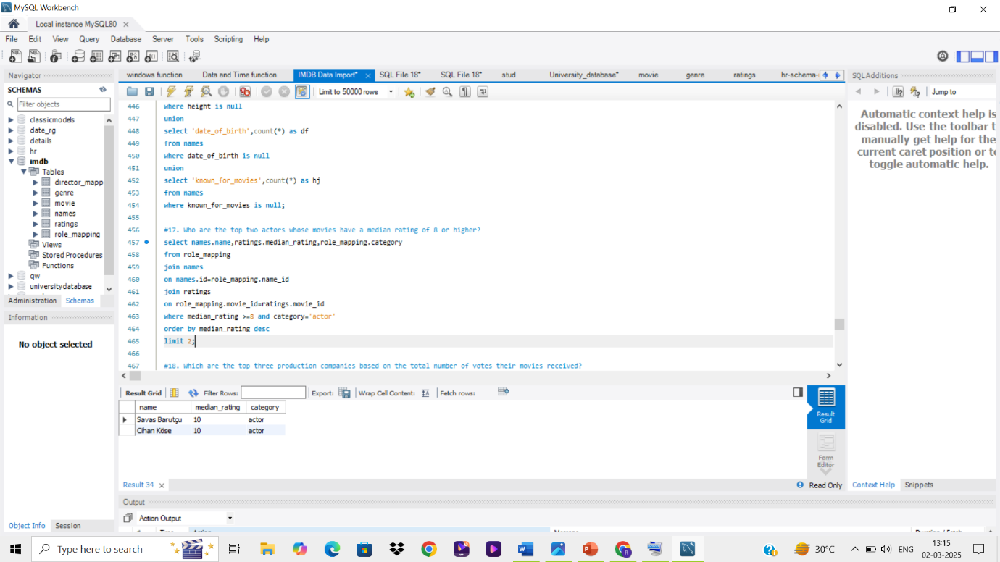 MySQL Workbench
Local instance MySQL80
File Edit View Query Database Server Tools Scripting Help
Navigator
SCHEMAS
Filter objects
classicmodels
date_rg
details
hr
imdb
Tables
director_mapp
genre
movie
names
ratings
role_mapping
Views
Stored Procedures
Functions
qw
universitydatabase
Administration Schemas
Information
No object selected
Object Info Session
windows function Data and Time function IMDB Data Import* SQL File 18* SQL File 18* stud University_database* movie genre ratings hr-schema-
Limit to 50000 rows
446 where height is null
447 union
448 select 'date_of_birth',count(*) as df
449 from names
450 where date_of_birth is null
451 union
452 select 'known_for_movies',count(*) as hj
453 from names
454 where known_for_movies is null;
455
456 #17. Who are the top two actors whose movies have a median rating of 8 or higher?
457 select names.name,ratings.median_rating,role_mapping.category
458 from role_mapping
459 join names
460 on names.id=role_mapping.name_id
461 join ratings
462 on role_mapping.movie_id=ratings.movie_id
463 where median_rating >=8 and category='actor'
464 order by median_rating desc
465 limit 2;
466
467 #18. Which are the top three production companies based on the total number of votes their movies received?
Result Grid Filter Rows: Export: Wrap Cell Content: Fetch rows:
name median_rating category
Savas Barutçu 10 actor
Cihan Köse 10 actor
Result Grid
Form Editor
Result 34
Read Only
Output
Action Output
SQLAdditions
Jump to
Automatic context help is
disabled. Use the toolbar t
manually get help for the
current caret position or to
toggle automatic help.
Context Help Snippets
Type here to search
30°C
ENG
13:15
02-03-2025